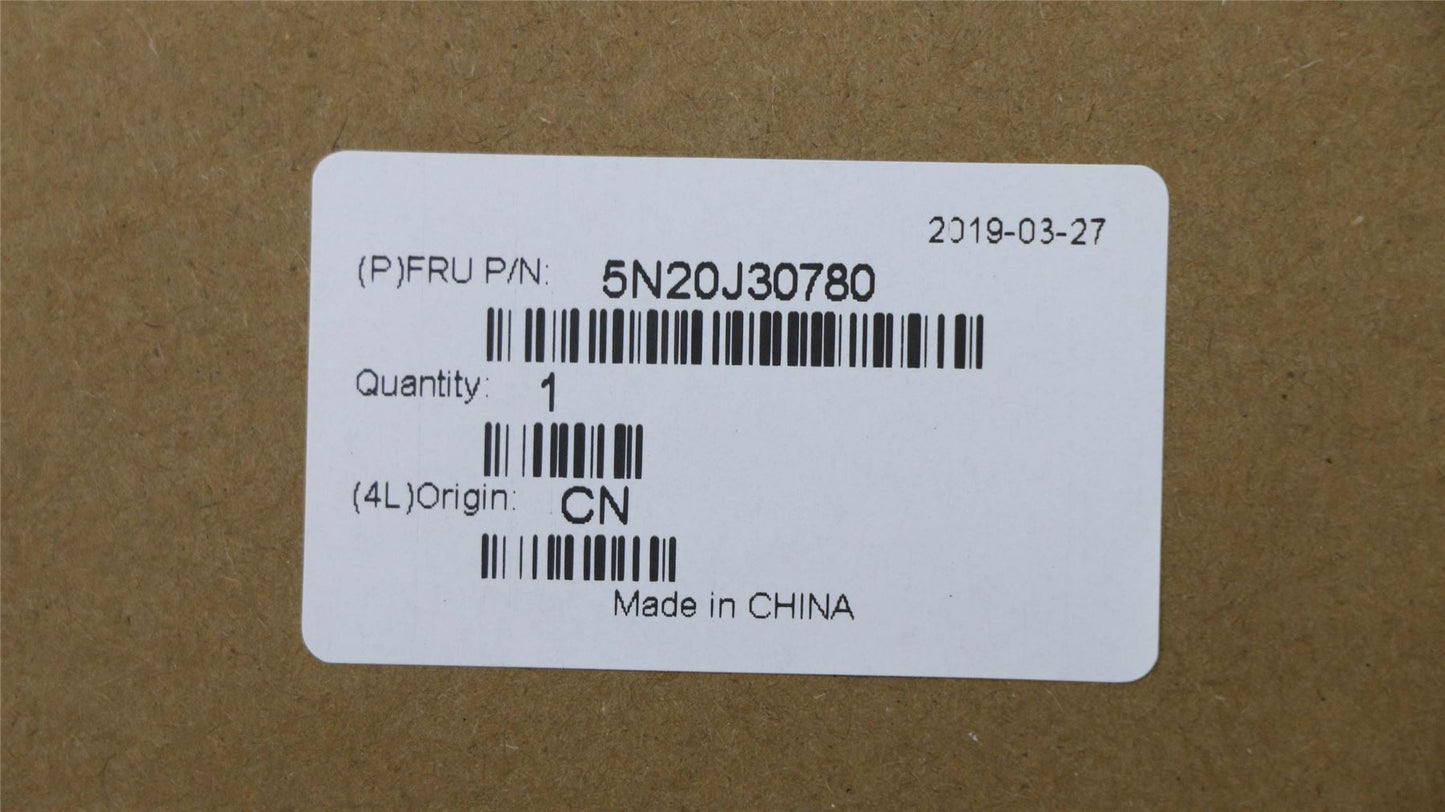 2019-03-27
(P)FRU P/N: 5N20J30780
Quantity: 1
(4L)Origin: CN
Made in CHINA